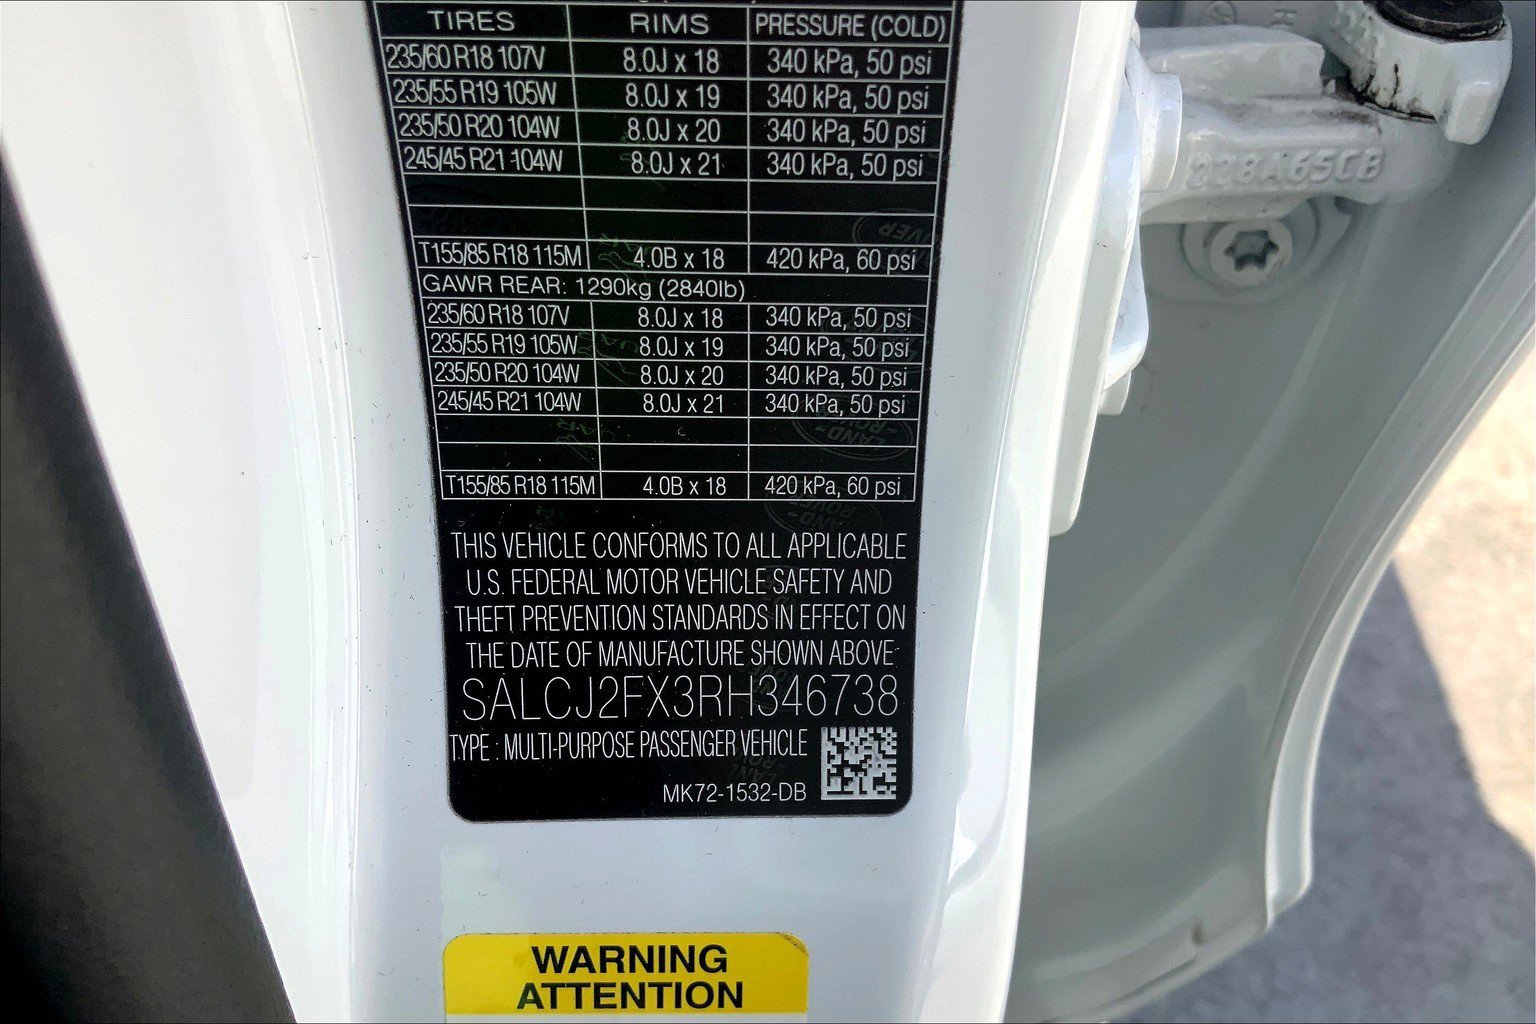 TIRES RIMS PRESSURE (COLD)
235/60 R18 107V 8.0J x 18 340 kPa, 50 psi
235/55 R19 105W 8.0J x 19 340 kPa, 50 psi
235/50 R20 104W 8.0J x 20 340 kPa, 50 psi
245/45 R21 104W 8.0J x 21 340 kPa, 50 psi
T155/85 R18 115M 4.0B x 18 420 kPa, 60 psi
GAWR REAR: 1290kg (2840lb)
235/60 R18 107V 8.0J x 18 340 kPa, 50 psi
235/55 R19 105W 8.0J x 19 340 kPa, 50 psi
235/50 R20 104W 8.0J x 20 340 kPa, 50 psi
245/45 R21 104W 8.0J x 21 340 kPa, 50 psi
T155/85 R18 115M 4.0B x 18 420 kPa, 60 psi
THIS VEHICLE CONFORMS TO ALL APPLICABLE
U.S. FEDERAL MOTOR VEHICLE SAFETY AND
THEFT PREVENTION STANDARDS IN EFFECT ON
THE DATE OF MANUFACTURE SHOWN ABOVE
SALCJ2FX3RH346738
TYPE : MULTI-PURPOSE PASSENGER VEHICLE
MK72-1532-DB
WARNING
ATTENTION
228A65CB